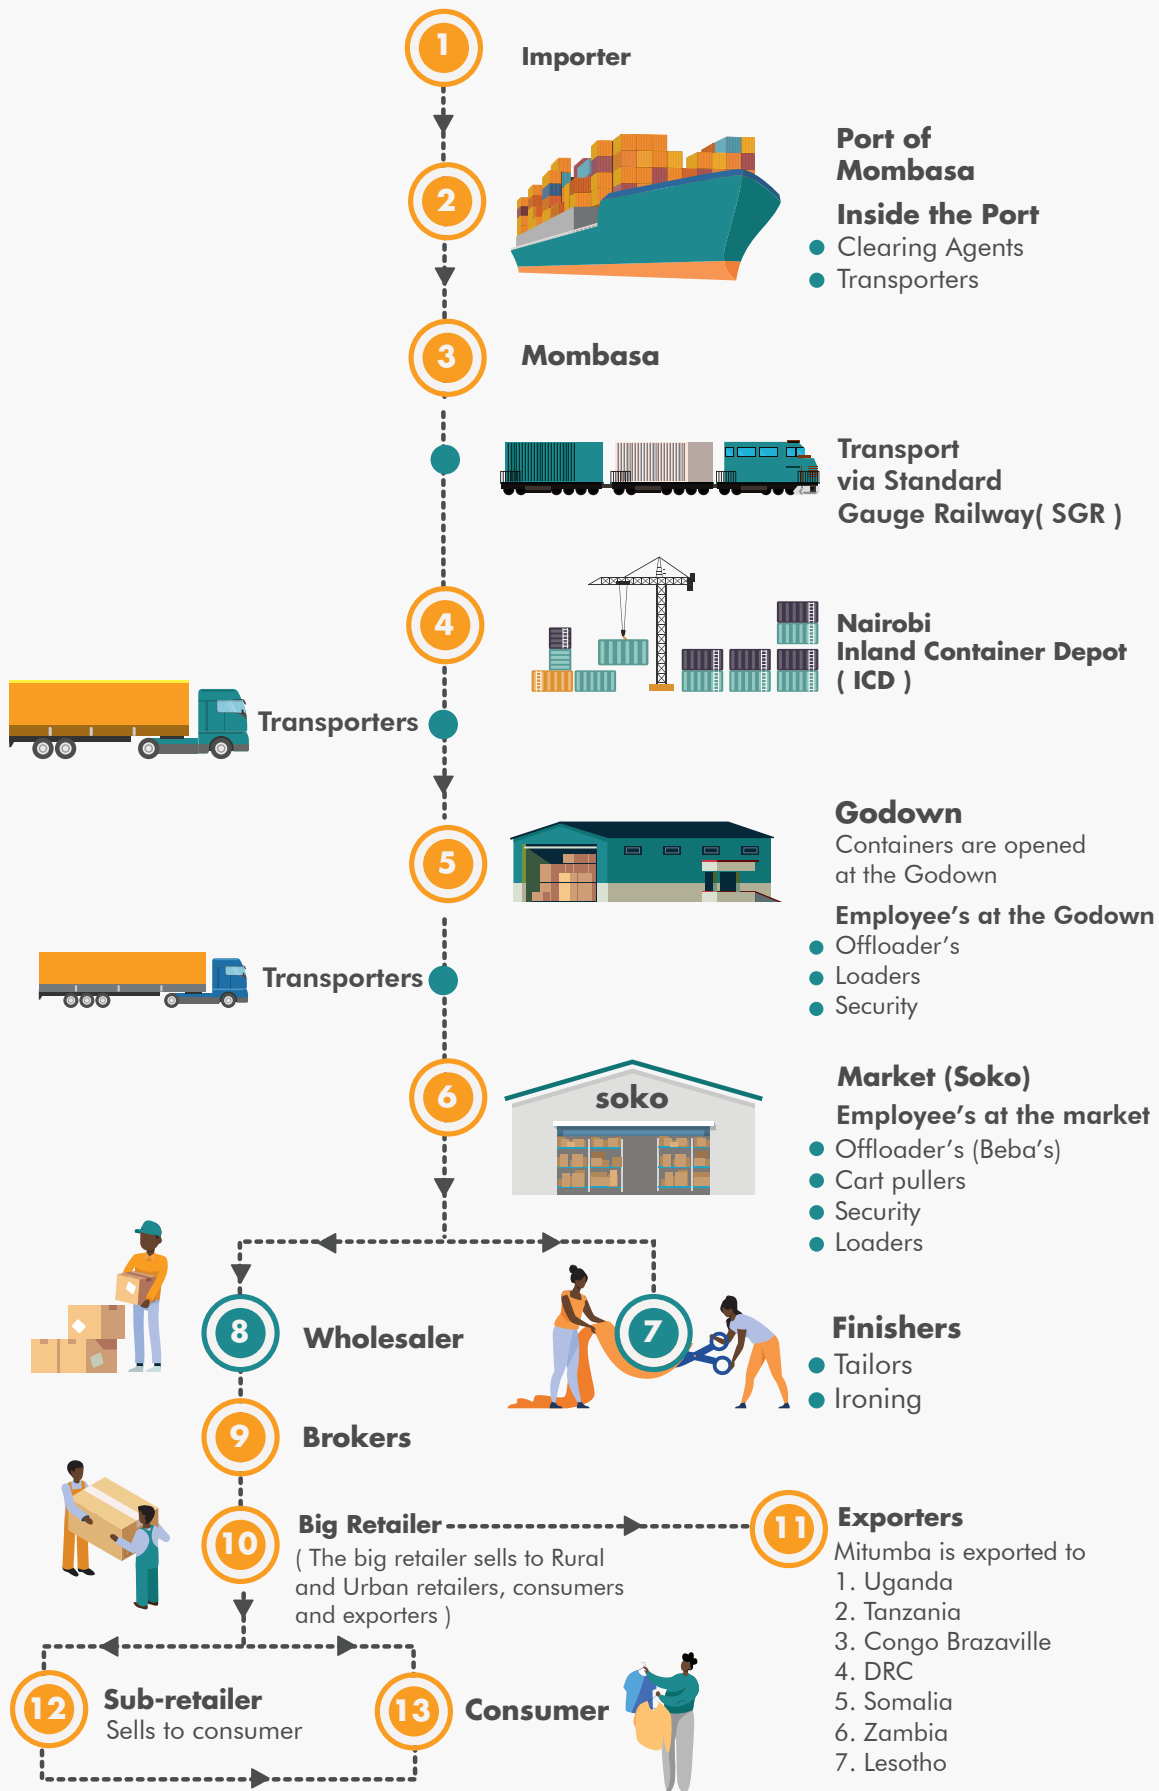 1
Importer
2
Port of
Mombasa
Inside the Port
Clearing Agents
Transporters
3
Mombasa
Transport
via Standard
Gauge Railway( SGR )
4
Nairobi
Inland Container Depot
( ICD )
Transporters
5
Godown
Containers are opened
at the Godown
Employee's at the Godown
Offloader's
Loaders
Security
Transporters
6
soko
Market (Soko)
Employee's at the market
Offloader's (Beba's)
Cart pullers
Security
Loaders
8
Wholesaler
7
Finishers
Tailors
Ironing
9
Brokers
10
Big Retailer
( The big retailer sells to Rural
and Urban retailers, consumers
and exporters )
11
Exporters
Mitumba is exported to
1. Uganda
2. Tanzania
3. Congo Brazaville
4. DRC
5. Somalia
6. Zambia
7. Lesotho
12
Sub-retailer
Sells to consumer
13
Consumer